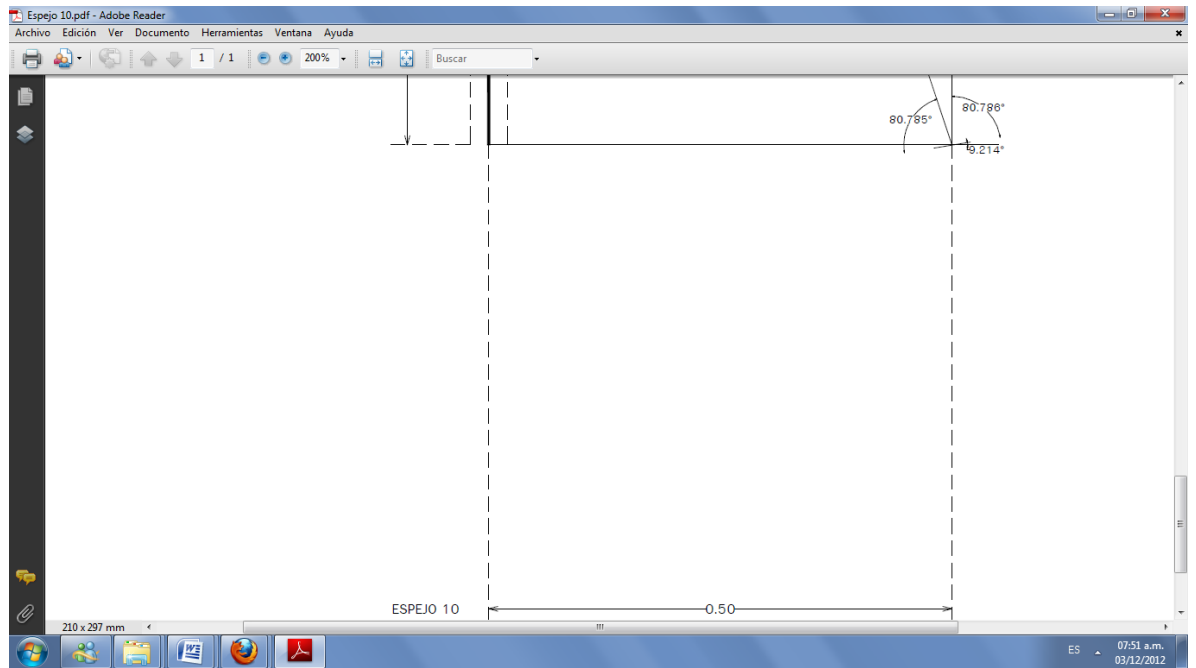 Espejo 10.pdf - Adobe Reader
Archivo Edición Ver Documento Herramientas Ventana Ayuda
1 / 1 200% Buscar
80.786°
80.785°
9.214°
ESPEJO 10 0.50
210 x 297 mm
ES 07:51 a.m.
03/12/2012